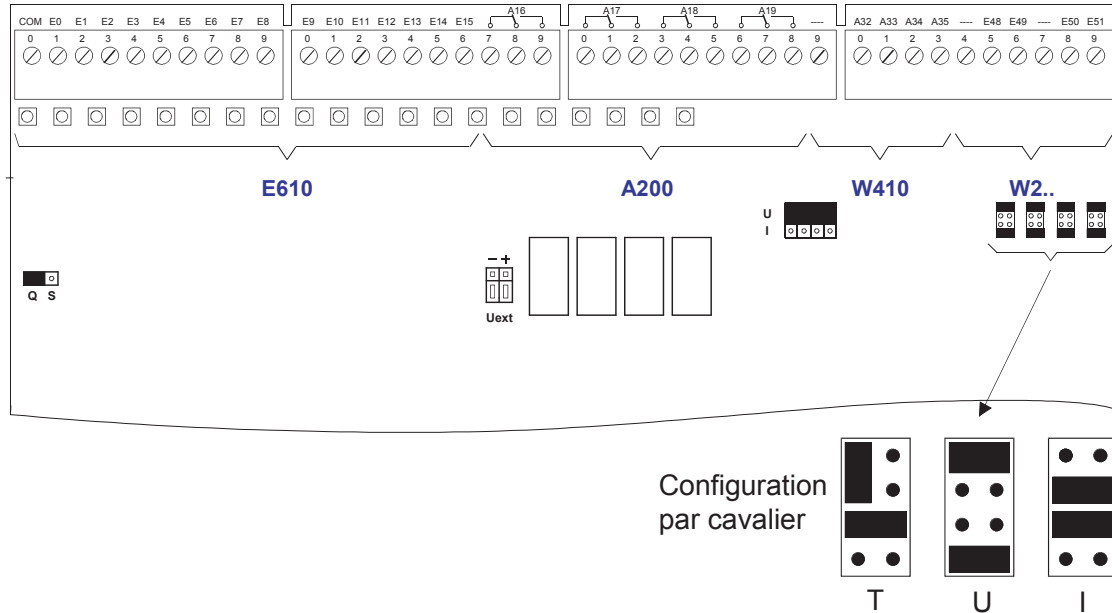 A16 A17 A18 A19
COM E0 E1 E2 E3 E4 E5 E6 E7 E8 E9 E10 E11 E12 E13 E14 E15 ---- A32 A33 A34 A35 ---- E48 E49 ---- E50 E51
0 1 2 3 4 5 6 7 8 9 0 1 2 3 4 5 6 7 8 9 0 1 2 3 4 5 6 7 8 9 0 1 2 3 4 5 6 7 8 9
E610 A200 W410 W2..
U
I
- +
Q S
Uext
Configuration
par cavalier
T U I